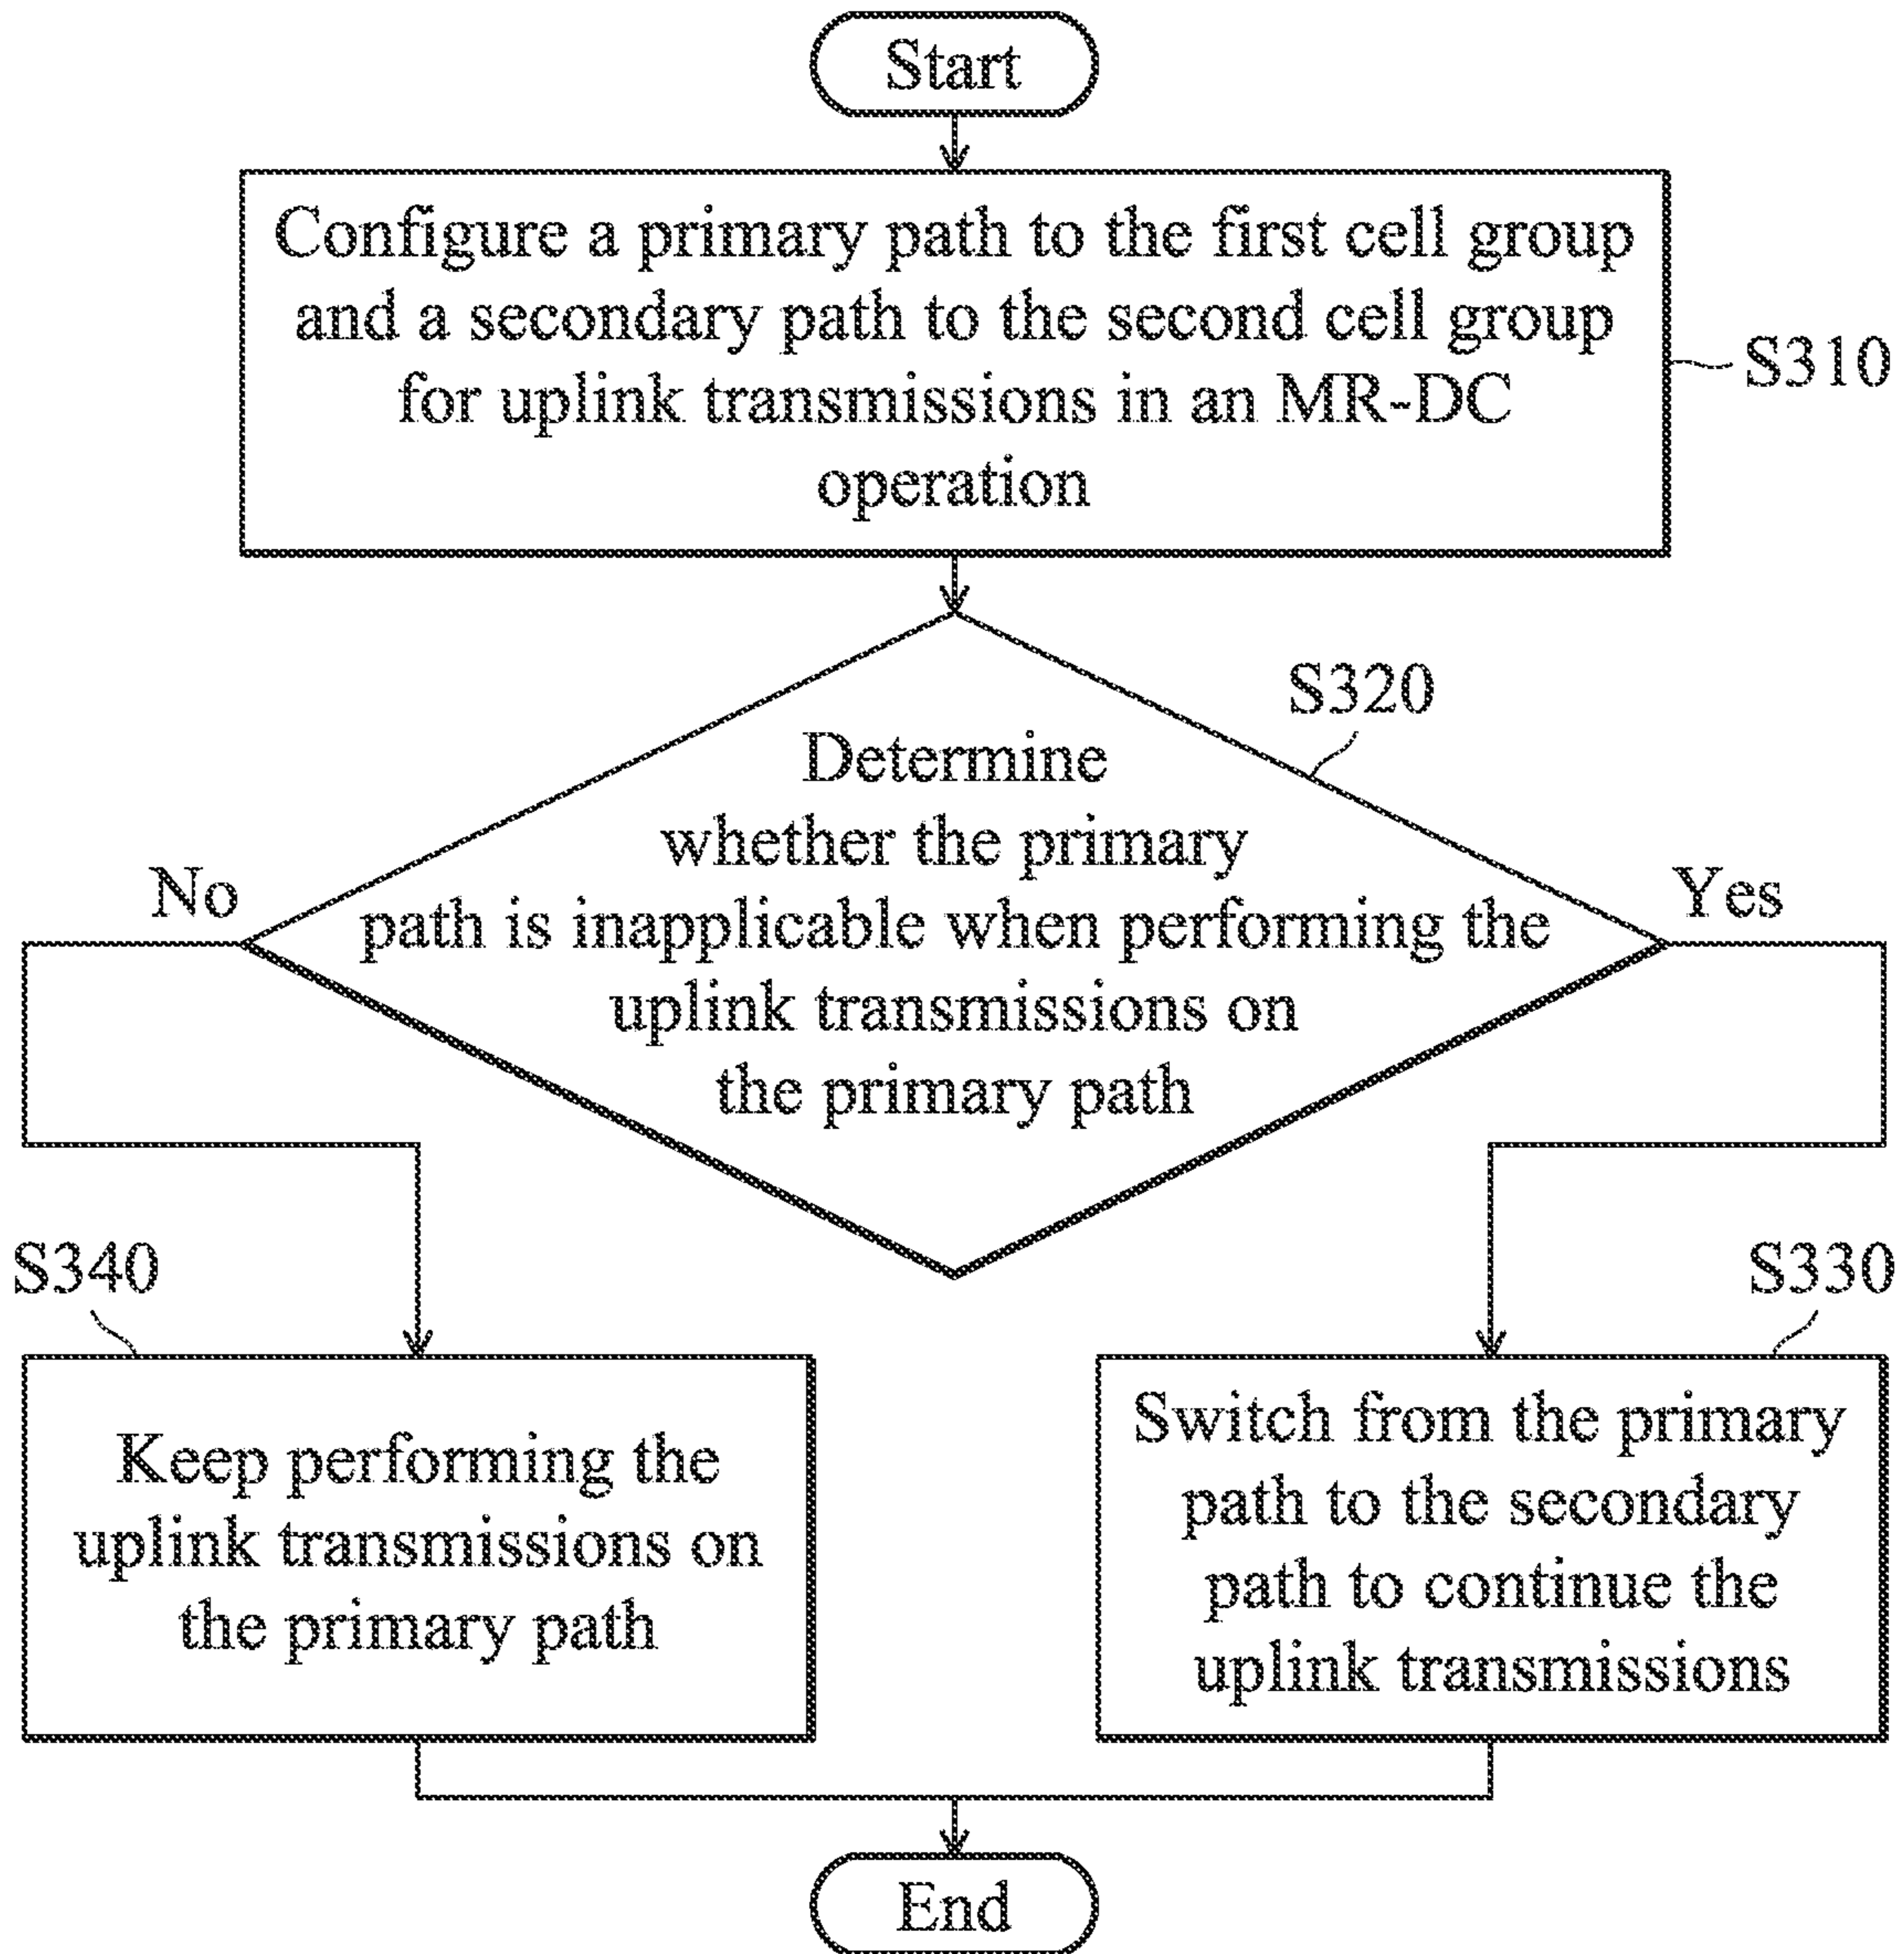 Start
Configure a primary path to the first cell group
and a secondary path to the second cell group
for uplink transmissions in an MR-DC
operation
S310
S320
Determine
whether the primary
path is inapplicable when performing the
uplink transmissions on
the primary path
No
Yes
S340
S330
Keep performing the
uplink transmissions on
the primary path
Switch from the primary
path to the secondary
path to continue the
uplink transmissions
End